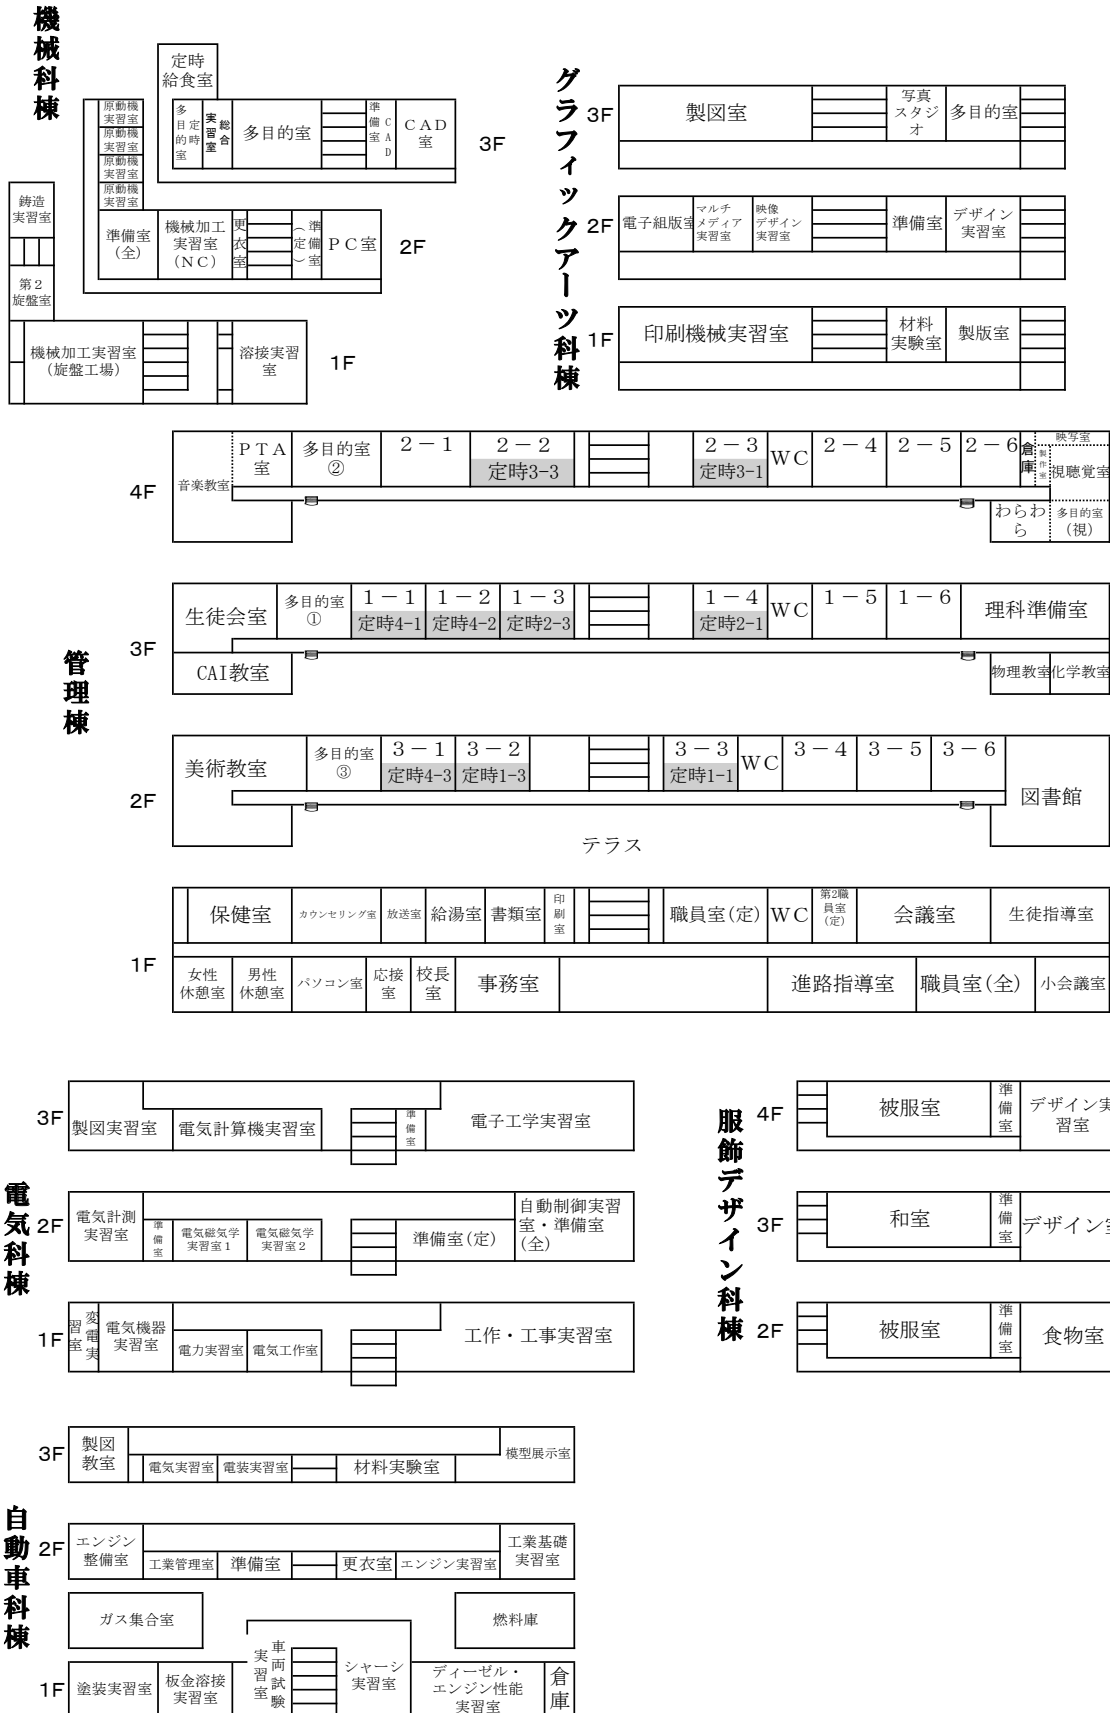 機械科棟
定時
給食室
原動機
実習室
原動機
実習室
原動機
実習室
原動機
実習室
多目的室
定時
実習室
総合
多目的室
準備室
CAD
CAD
室
3F
鋳造
実習室
準備室
(全)
機械加工
実習室
(NC)
更衣室
(定)
準備室
PC室
2F
第2
旋盤室
機械加工実習室
(旋盤工場)
溶接実習
室
1F
グラフィックアーツ科棟
3F
製図室
写真
スタジ
オ
多目的室
2F
電子組版室
マルチ
メディア
実習室
映像
デザイン
実習室
準備室
デザイン
実習室
1F
印刷機械実習室
材料
実験室
製版室
管理棟
4F
音楽教室
PTA
室
多目的室
②
2-1
2-2
定時3-3
2-3
定時3-1
WC
2-4
2-5
2-6
倉庫
製作室
映写室
視聴覚室
わらわ
ら
多目的室
(視)
3F
生徒会室
多目的室
①
1-1
定時4-1
1-2
定時4-2
1-3
定時2-3
1-4
定時2-1
WC
1-5
1-6
理科準備室
CAI教室
物理教室
化学教室
2F
美術教室
多目的室
③
3-1
定時4-3
3-2
定時1-3
3-3
定時1-1
WC
3-4
3-5
3-6
図書館
テラス
1F
保健室
カウンセリング室
放送室
給湯室
書類室
印刷室
職員室(定)
WC
第2職
員室
(定)
会議室
生徒指導室
女性
休憩室
男性
休憩室
パソコン室
応接
室
校長
室
事務室
進路指導室
職員室(全)
小会議室
電気科棟
3F
製図実習室
電気計算機実習室
準備室
電子工学実習室
2F
電気計測
実習室
準備室
電気磁気学
実習室1
電気磁気学
実習室2
準備室(定)
自動制御実習
室・準備室
(全)
1F
変電実
習室
電気機器
実習室
電力実習室
電気工作室
工作・工事実習室
服飾デザイン科棟
4F
被服室
準備室
デザイン実
習室
3F
和室
準備室
デザイン室
2F
被服室
準備室
食物室
自動車科棟
3F
製図
教室
電気実習室
電装実習室
材料実験室
模型展示室
2F
エンジン
整備室
工業管理室
準備室
更衣室
エンジン実習室
工業基礎
実習室
ガス集合室
燃料庫
1F
塗装実習室
板金溶接
実習室
車両試験
実習室
シャーシ
実習室
ディーゼル・
エンジン性能
実習室
倉庫